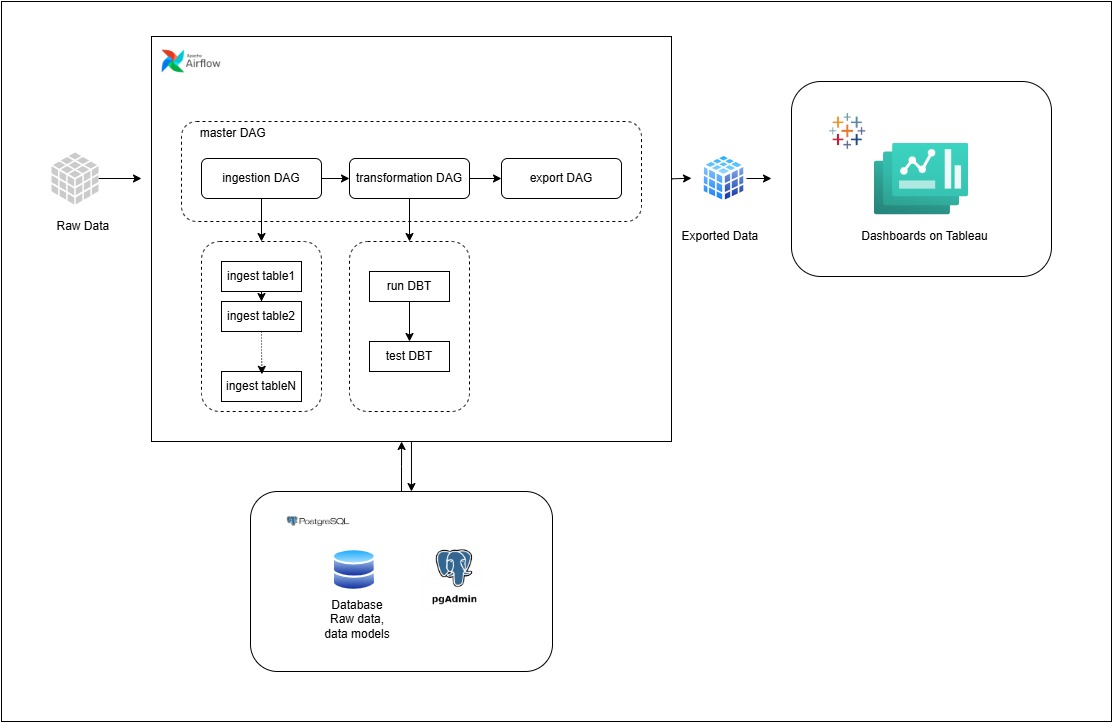 Apache
Airflow
master DAG
ingestion DAG
transformation DAG
export DAG
Raw Data
Exported Data
Dashboards on Tableau
ingest table1
ingest table2
ingest tableN
run DBT
test DBT
PostgreSQL
Database
Raw data,
data models
pgAdmin